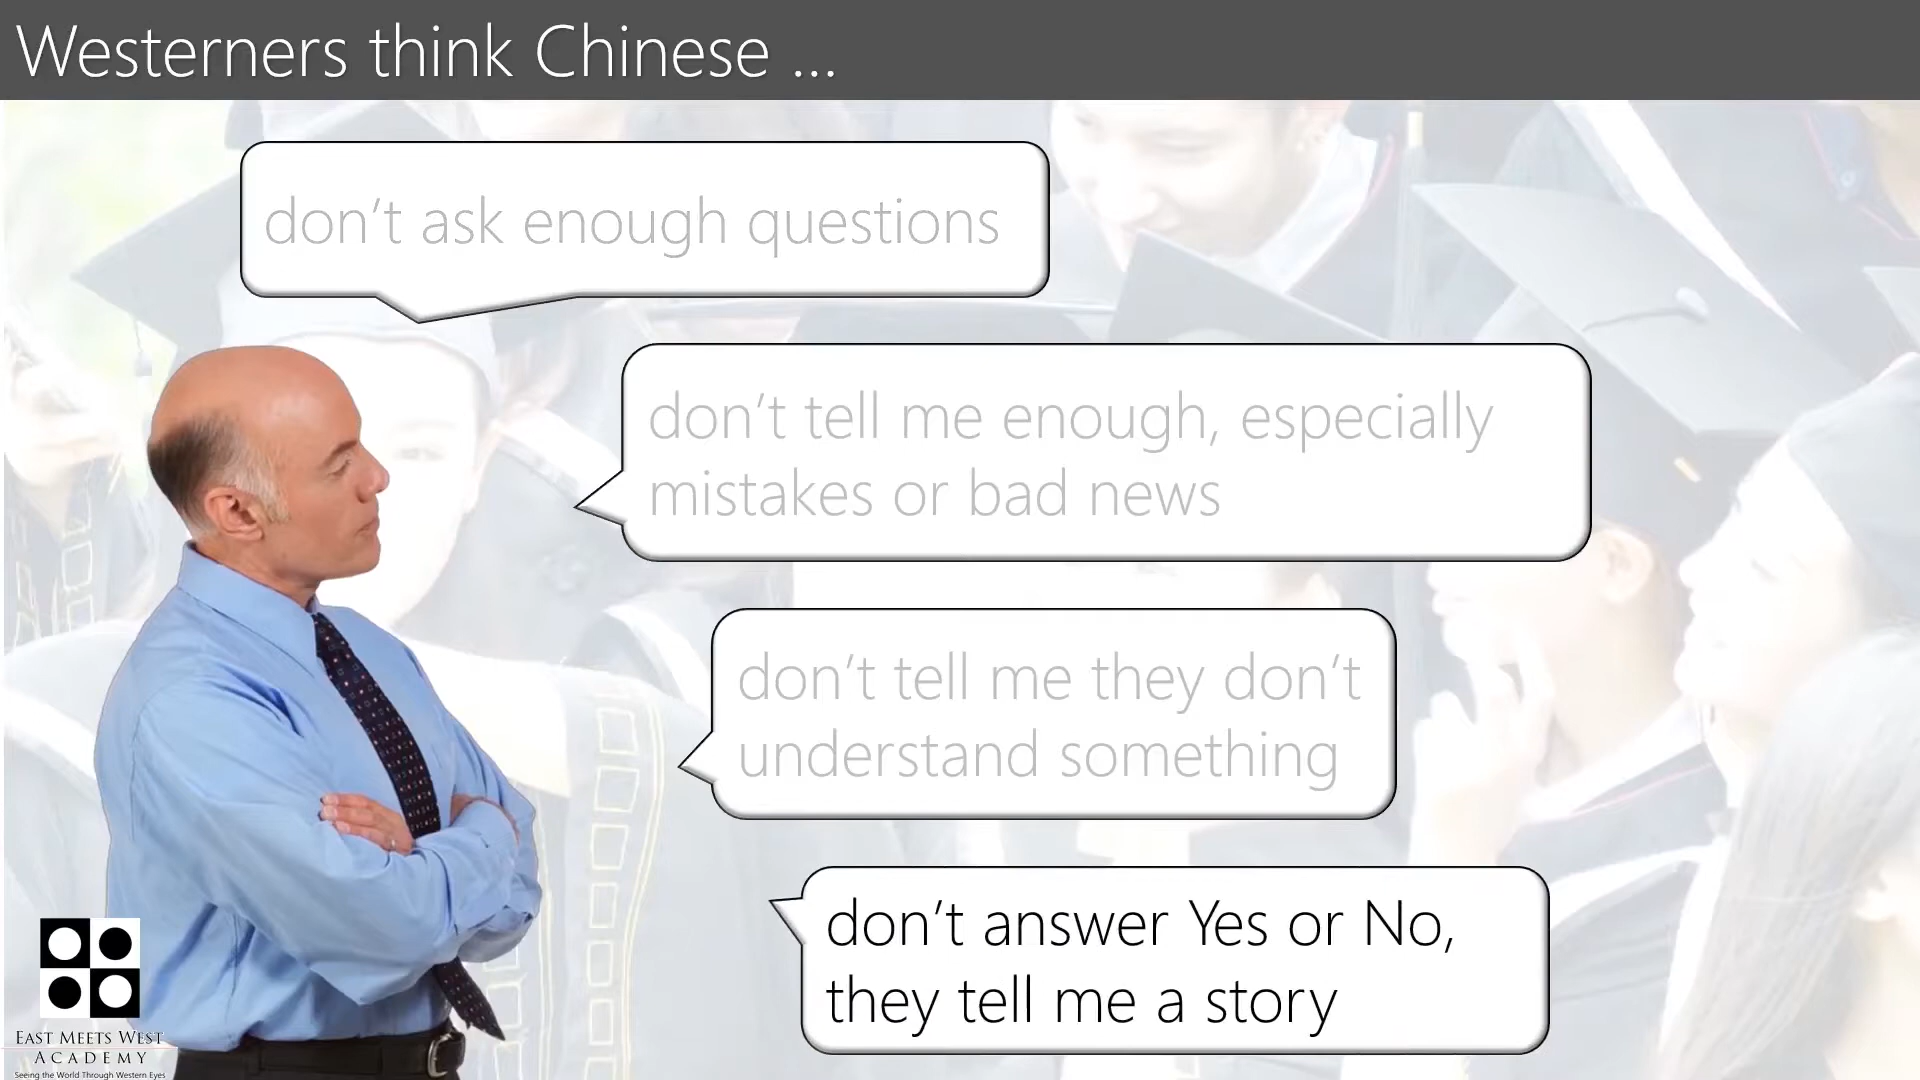 Westerners think Chinese ...
don’t ask enough questions
don’t tell me enough, especially
mistakes or bad news
don’t tell me they don’t
understand something
don’t answer Yes or No,
they tell me a story
EAST MEETS WEST
ACADEMY
Seeing the World Through Western Eyes